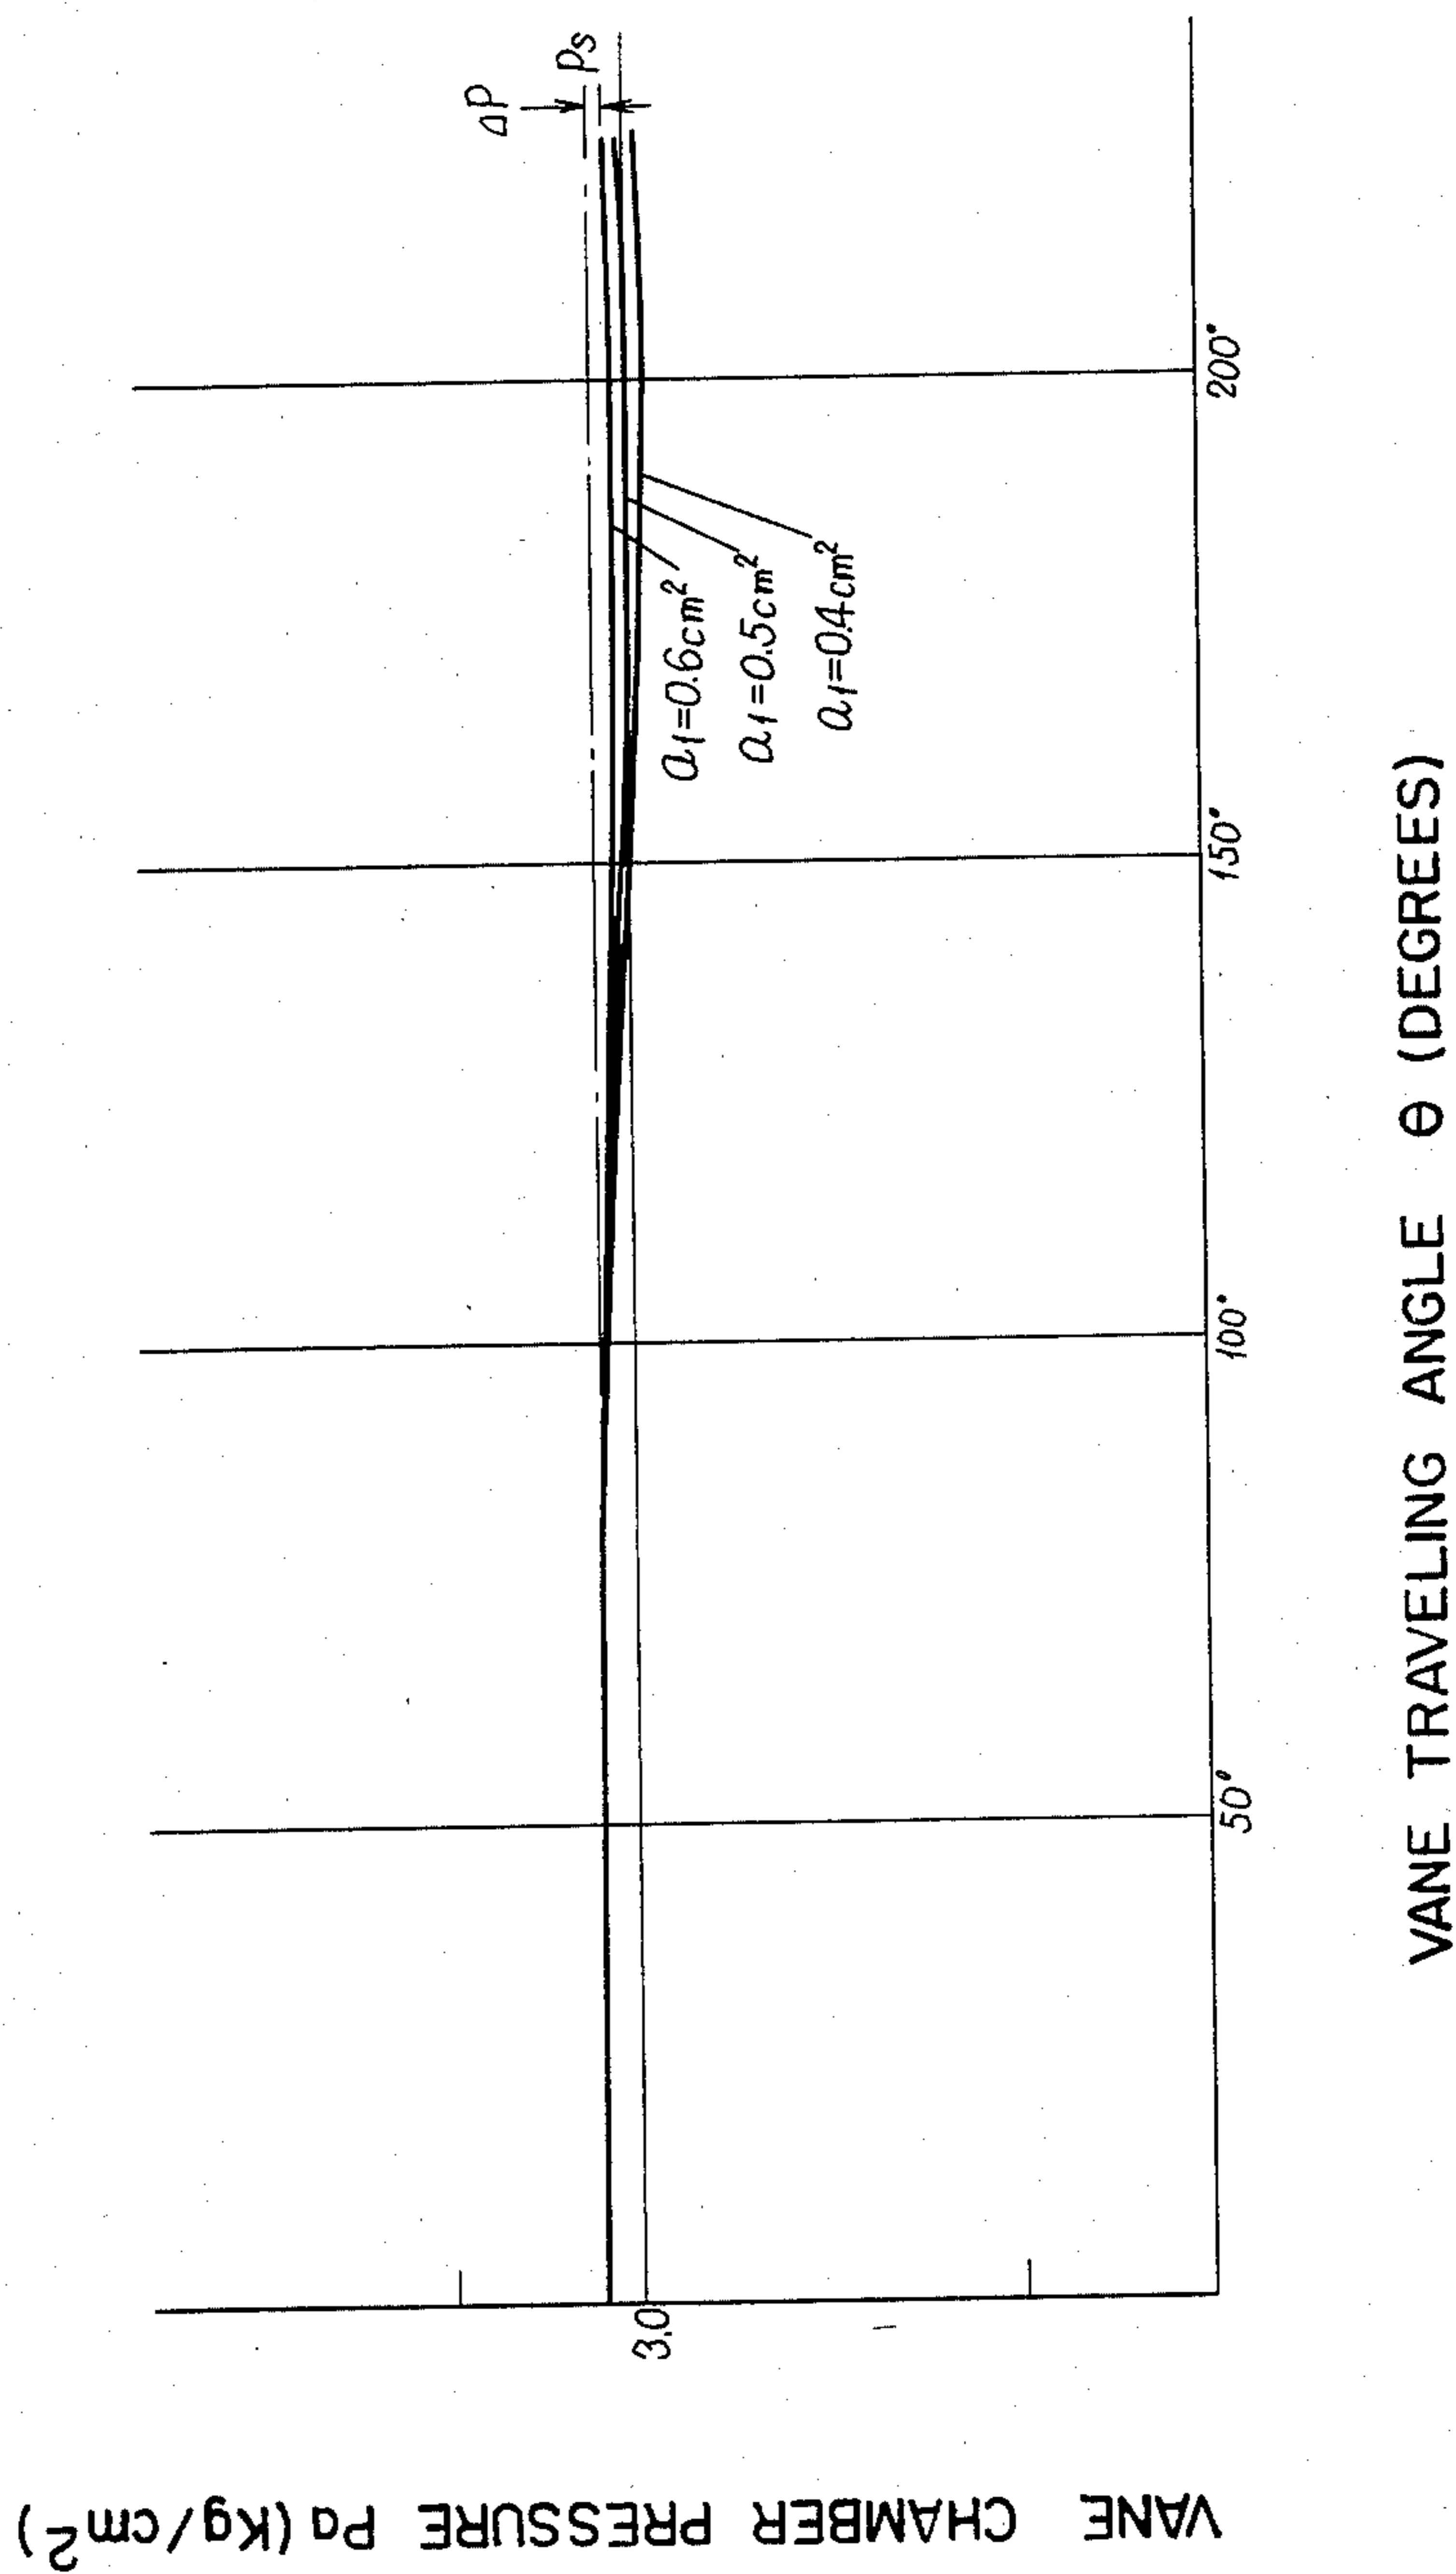 VANE CHAMBER PRESSURE Pa (Kg/cm²)
ΔP
Ps
3.0
a1=0.6cm²
a1=0.5cm²
a1=0.4cm²
50° 100° 150° 200°
VANE TRAVELING ANGLE θ (DEGREES)